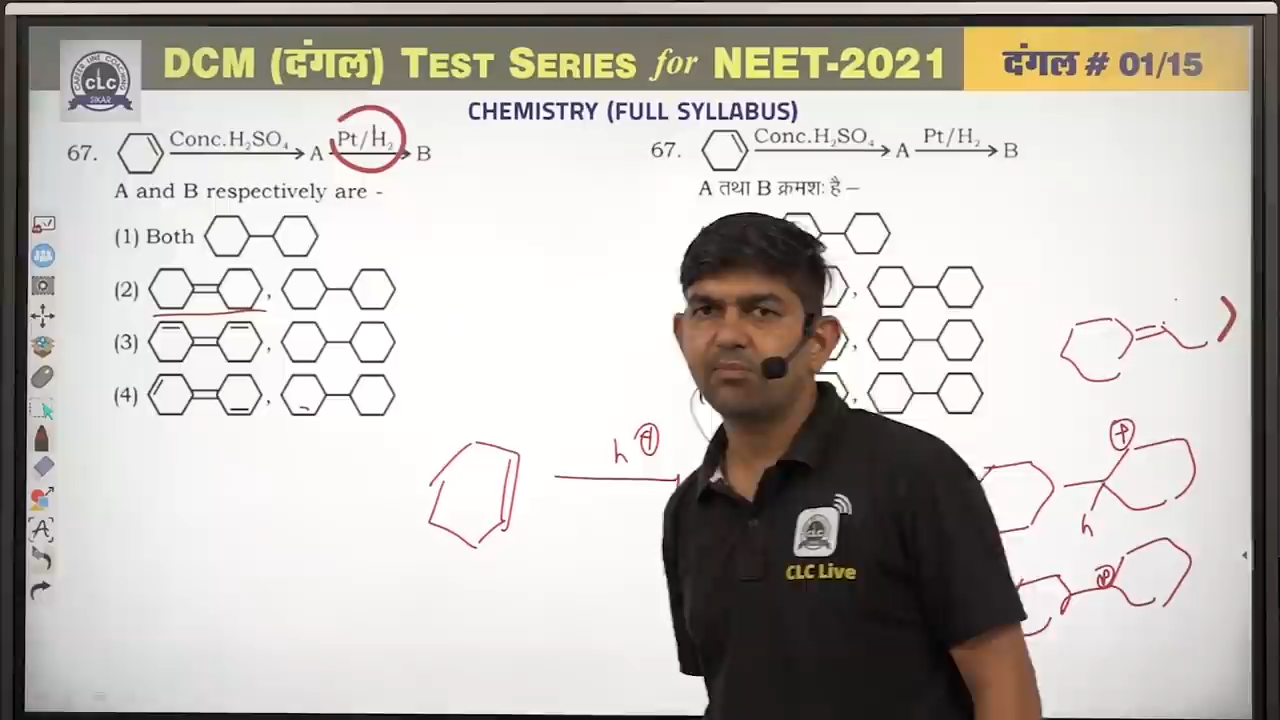 DCM (दंगल) TEST SERIES for NEET-2021
दंगल # 01/15
CLC
SIKAR
CHEMISTRY (FULL SYLLABUS)
67. Conc.H₂SO₄ A Pt/H₂ B
A and B respectively are -
(1) Both
(2) ,
(3) ,
(4) ,
67. Conc.H₂SO₄ A Pt/H₂ B
A तथा B क्रमशः है –
,
,
,
h⊕
⊕
h
⊕
CLC
CLC Live